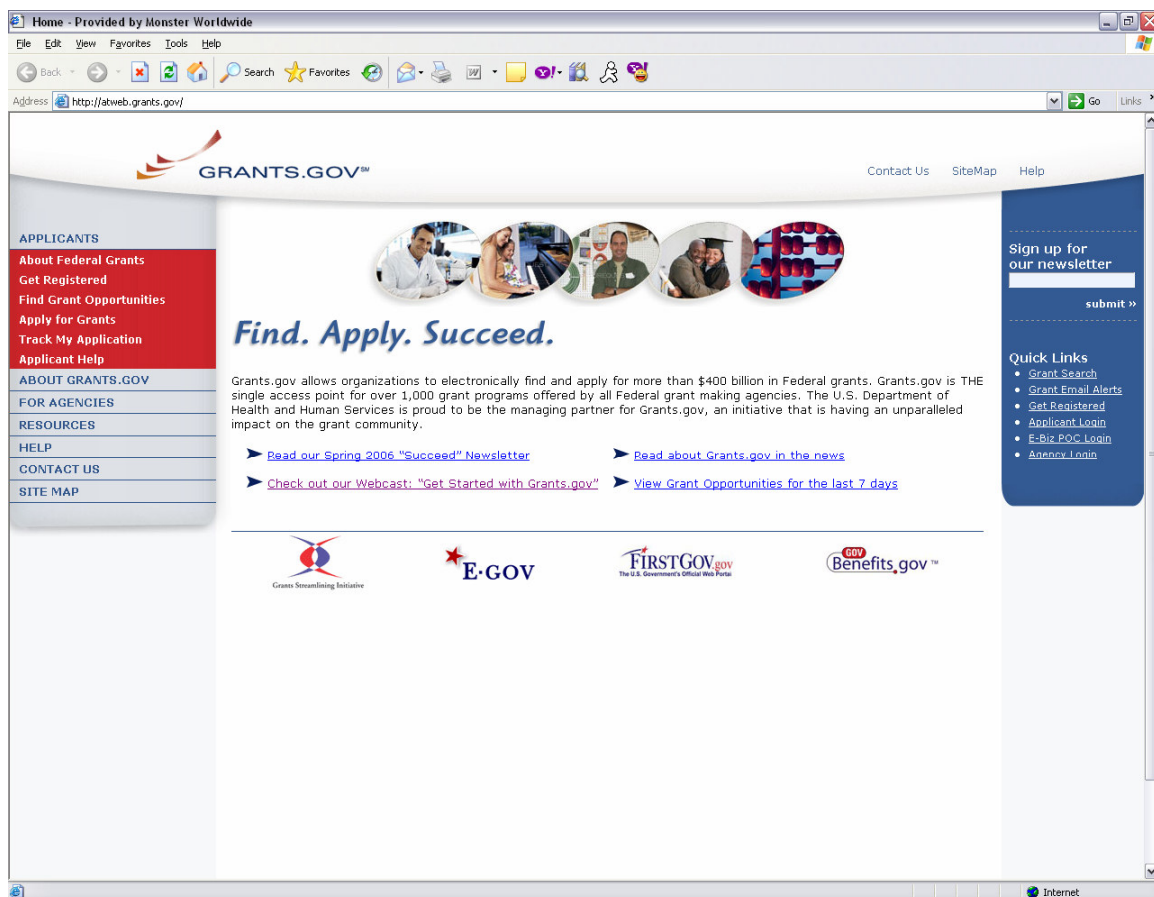 Home - Provided by Monster Worldwide
File Edit View Favorites Tools Help
Back Search Favorites
Address http://atweb.grants.gov/ Go Links
GRANTS.GOV℠
Contact Us SiteMap Help
APPLICANTS
About Federal Grants
Get Registered
Find Grant Opportunities
Apply for Grants
Track My Application
Applicant Help
ABOUT GRANTS.GOV
FOR AGENCIES
RESOURCES
HELP
CONTACT US
SITE MAP
Find. Apply. Succeed.
Grants.gov allows organizations to electronically find and apply for more than $400 billion in Federal grants. Grants.gov is THE
single access point for over 1,000 grant programs offered by all Federal grant making agencies. The U.S. Department of
Health and Human Services is proud to be the managing partner for Grants.gov, an initiative that is having an unparalleled
impact on the grant community.
Read our Spring 2006 "Succeed" Newsletter
Read about Grants.gov in the news
Check out our Webcast: "Get Started with Grants.gov"
View Grant Opportunities for the last 7 days
Sign up for
our newsletter
submit »
Quick Links
Grant Search
Grant Email Alerts
Get Registered
Applicant Login
E-Biz POC Login
Agency Login
Grants Streamlining Initiative
E·GOV
FIRSTGOV.gov
The U.S. Government's Official Web Portal
GOV
Benefits.gov ™
Internet